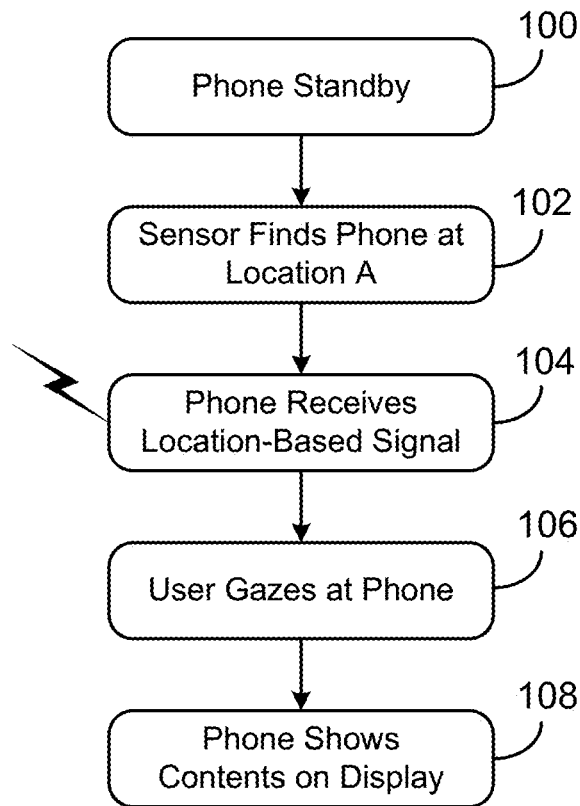 100
Phone Standby
102
Sensor Finds Phone at
Location A
104
Phone Receives
Location-Based Signal
106
User Gazes at Phone
108
Phone Shows
Contents on Display